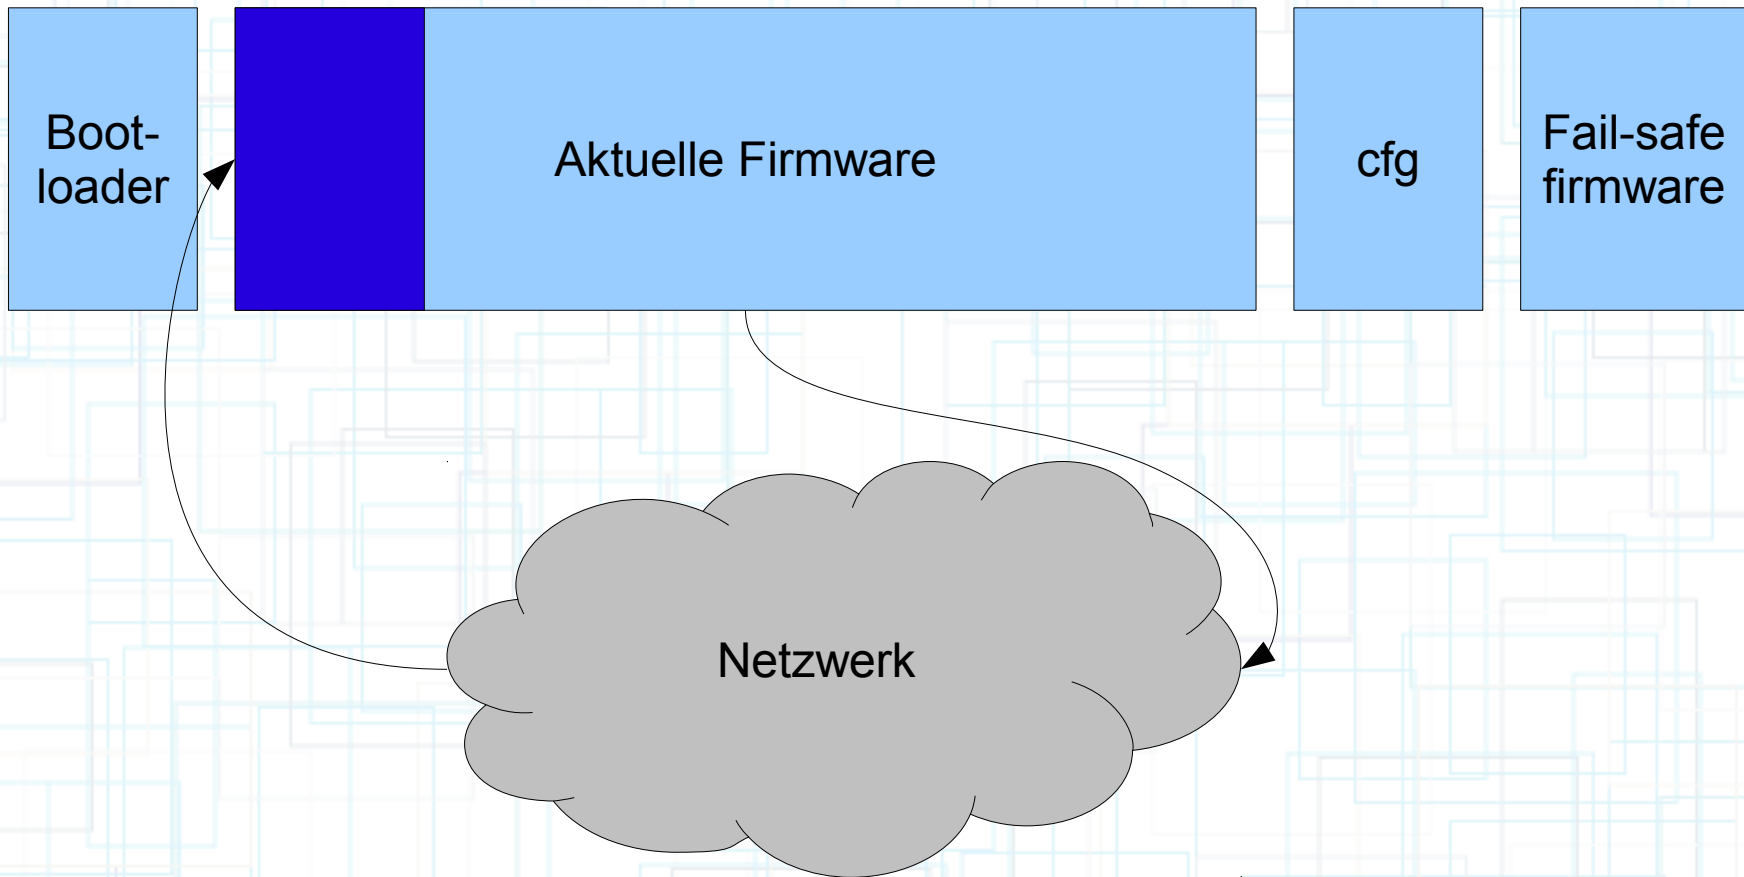 Boot-
loader
Aktuelle Firmware
cfg
Fail-safe
firmware
Netzwerk